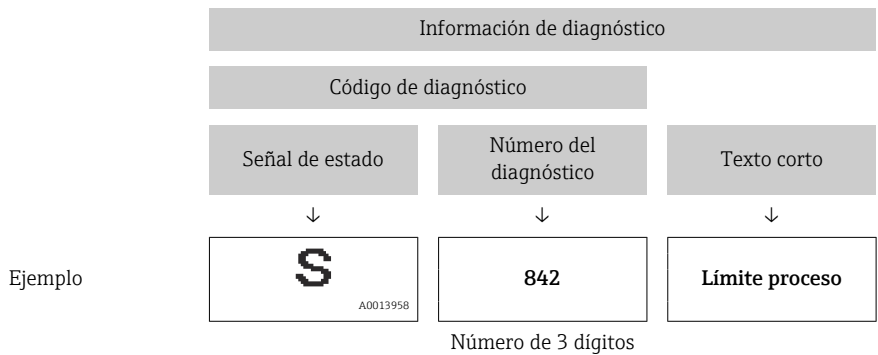 Información de diagnóstico
Código de diagnóstico
Señal de estado
Número del
diagnóstico
Texto corto
↓ ↓ ↓
Ejemplo
S
A0013958
842
Límite proceso
Número de 3 dígitos